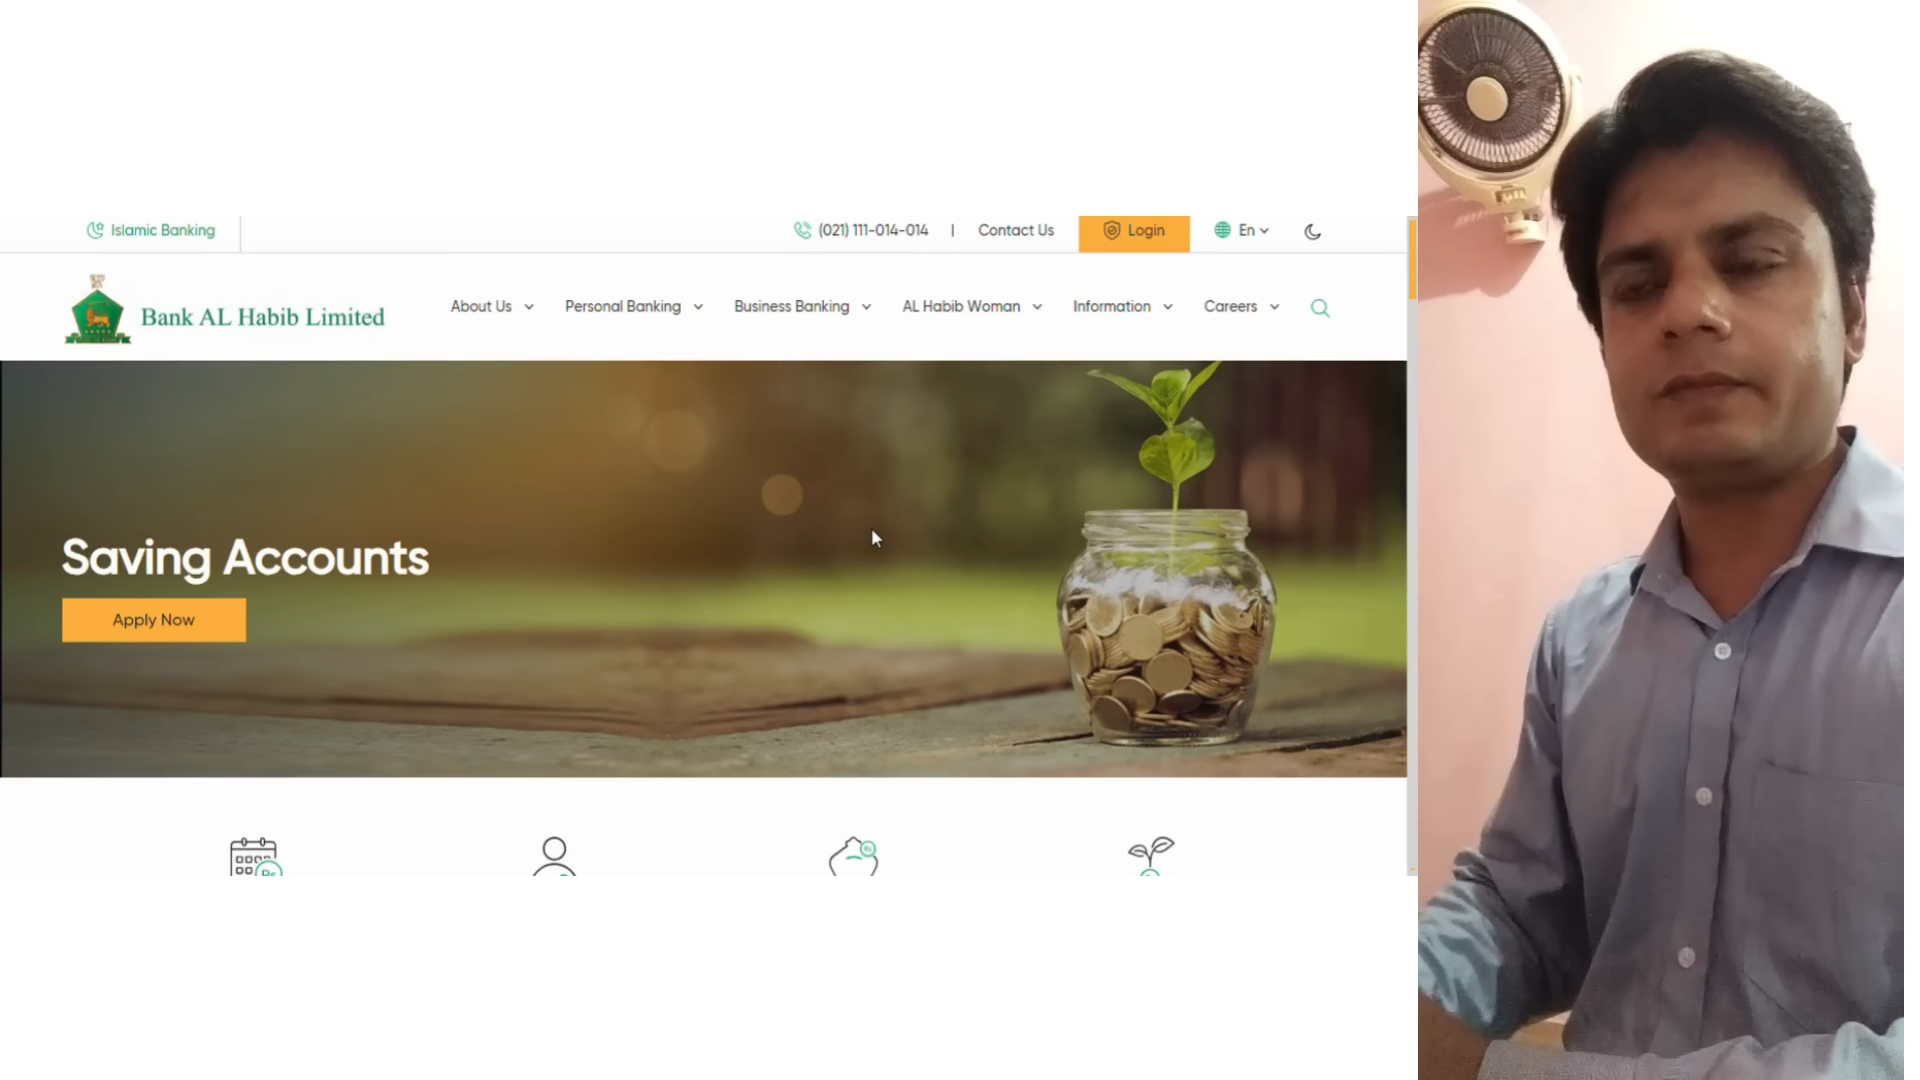 Islamic Banking
(021) 111-014-014 | Contact Us Login En
Bank AL Habib Limited
About Us Personal Banking Business Banking AL Habib Woman Information Careers
Saving Accounts
Apply Now
Rs